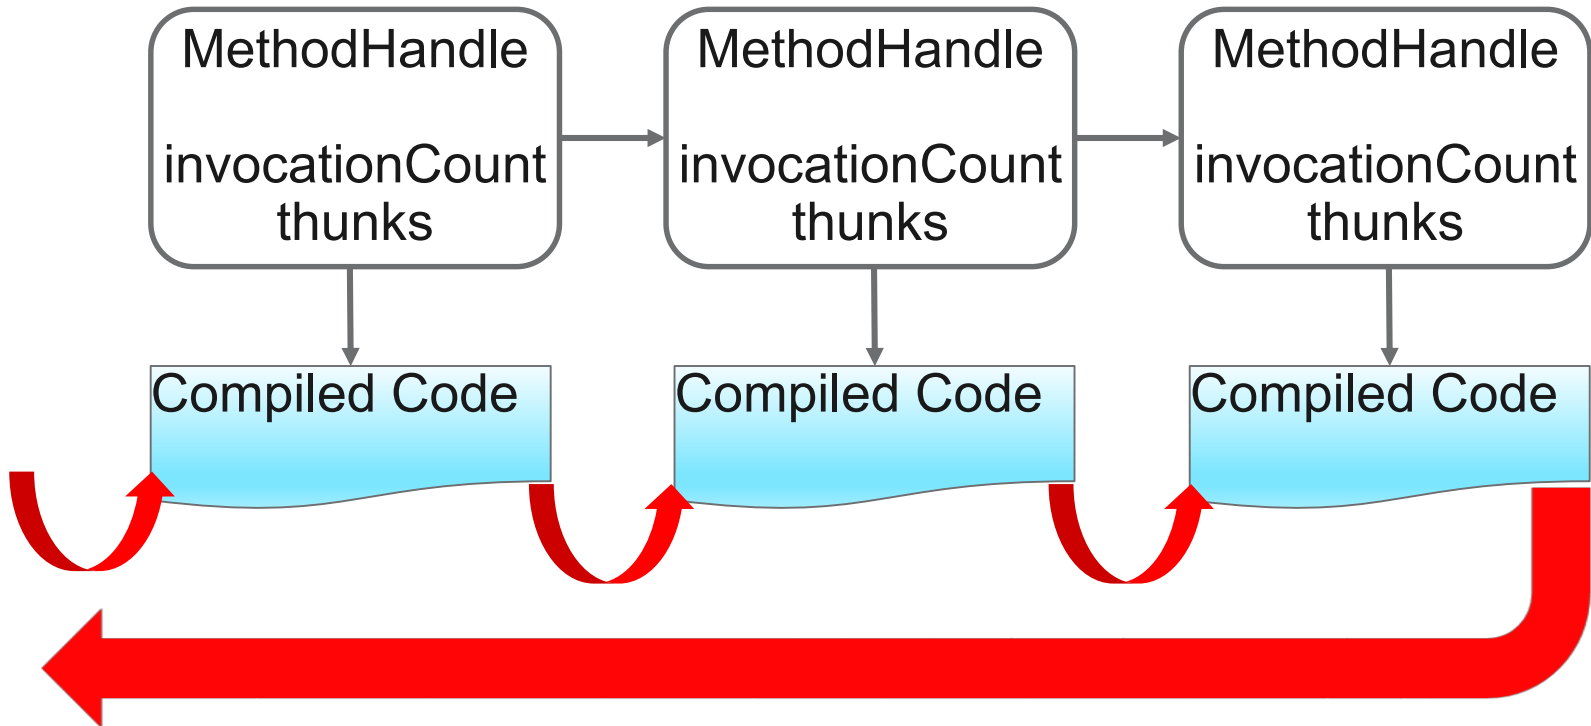 MethodHandle
invocationCount
thunks
MethodHandle
invocationCount
thunks
MethodHandle
invocationCount
thunks
Compiled Code
Compiled Code
Compiled Code